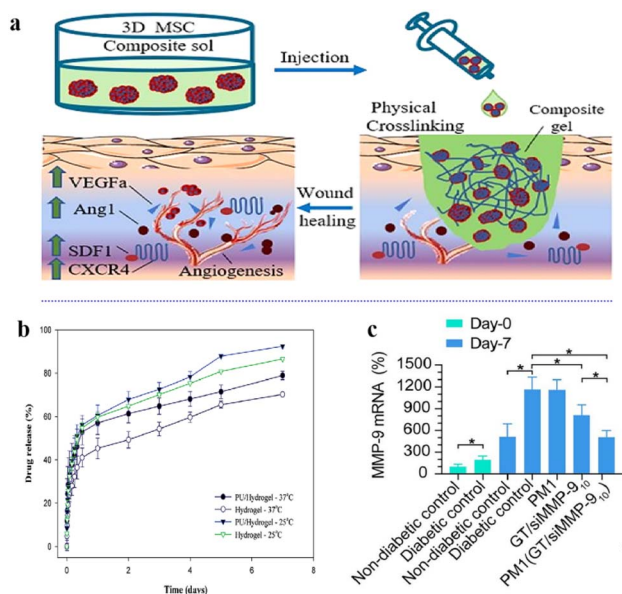 a
3D MSC
Composite sol
Injection
Physical
Crosslinking
Composite
gel
VEGFa
Ang1
SDF1
CXCR4
Angiogenesis
Wound
healing
b
Drug release (%)
100
80
60
40
20
0
0
2
4
6
8
Time (days)
PU/Hydrogel - 37°C
Hydrogel - 37°C
PU/Hydrogel - 25°C
Hydrogel - 25°C
c
Day-0
Day-7
MMP-9 mRNA (%)
1500
1200
900
600
300
0
*
*
*
*
*
Non-diabetic control
Diabetic control
Non-diabetic control
Diabetic control
PM1
GT/siMMP-9₁₀
PM1(GT/siMMP-9₁₀)